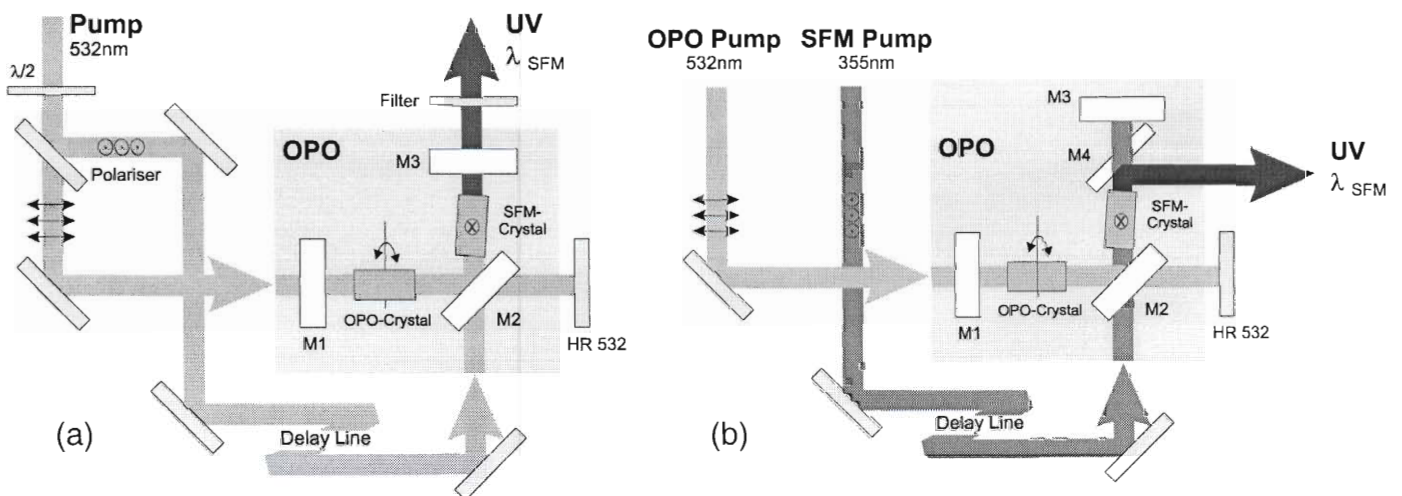 Pump
532nm
λ/2
Polariser
UV
λ SFM
Filter
OPO
M3
SFM-
Crystal
OPO-Crystal
M1
M2
HR 532
Delay Line
(a)
OPO Pump
532nm
SFM Pump
355nm
M3
OPO
M4
UV
λ SFM
SFM-
Crystal
OPO-Crystal
M1
M2
HR 532
Delay Line
(b)